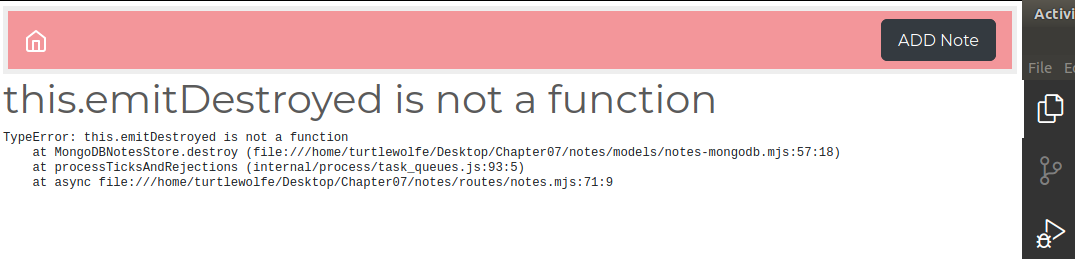 ADD Note
this.emitDestroyed is not a function
TypeError: this.emitDestroyed is not a function
    at MongoDBNotesStore.destroy (file:///home/turtlewolfe/Desktop/Chapter07/notes/models/notes-mongodb.mjs:57:18)
    at processTicksAndRejections (internal/process/task_queues.js:93:5)
    at async file:///home/turtlewolfe/Desktop/Chapter07/notes/routes/notes.mjs:71:9
Activi
File